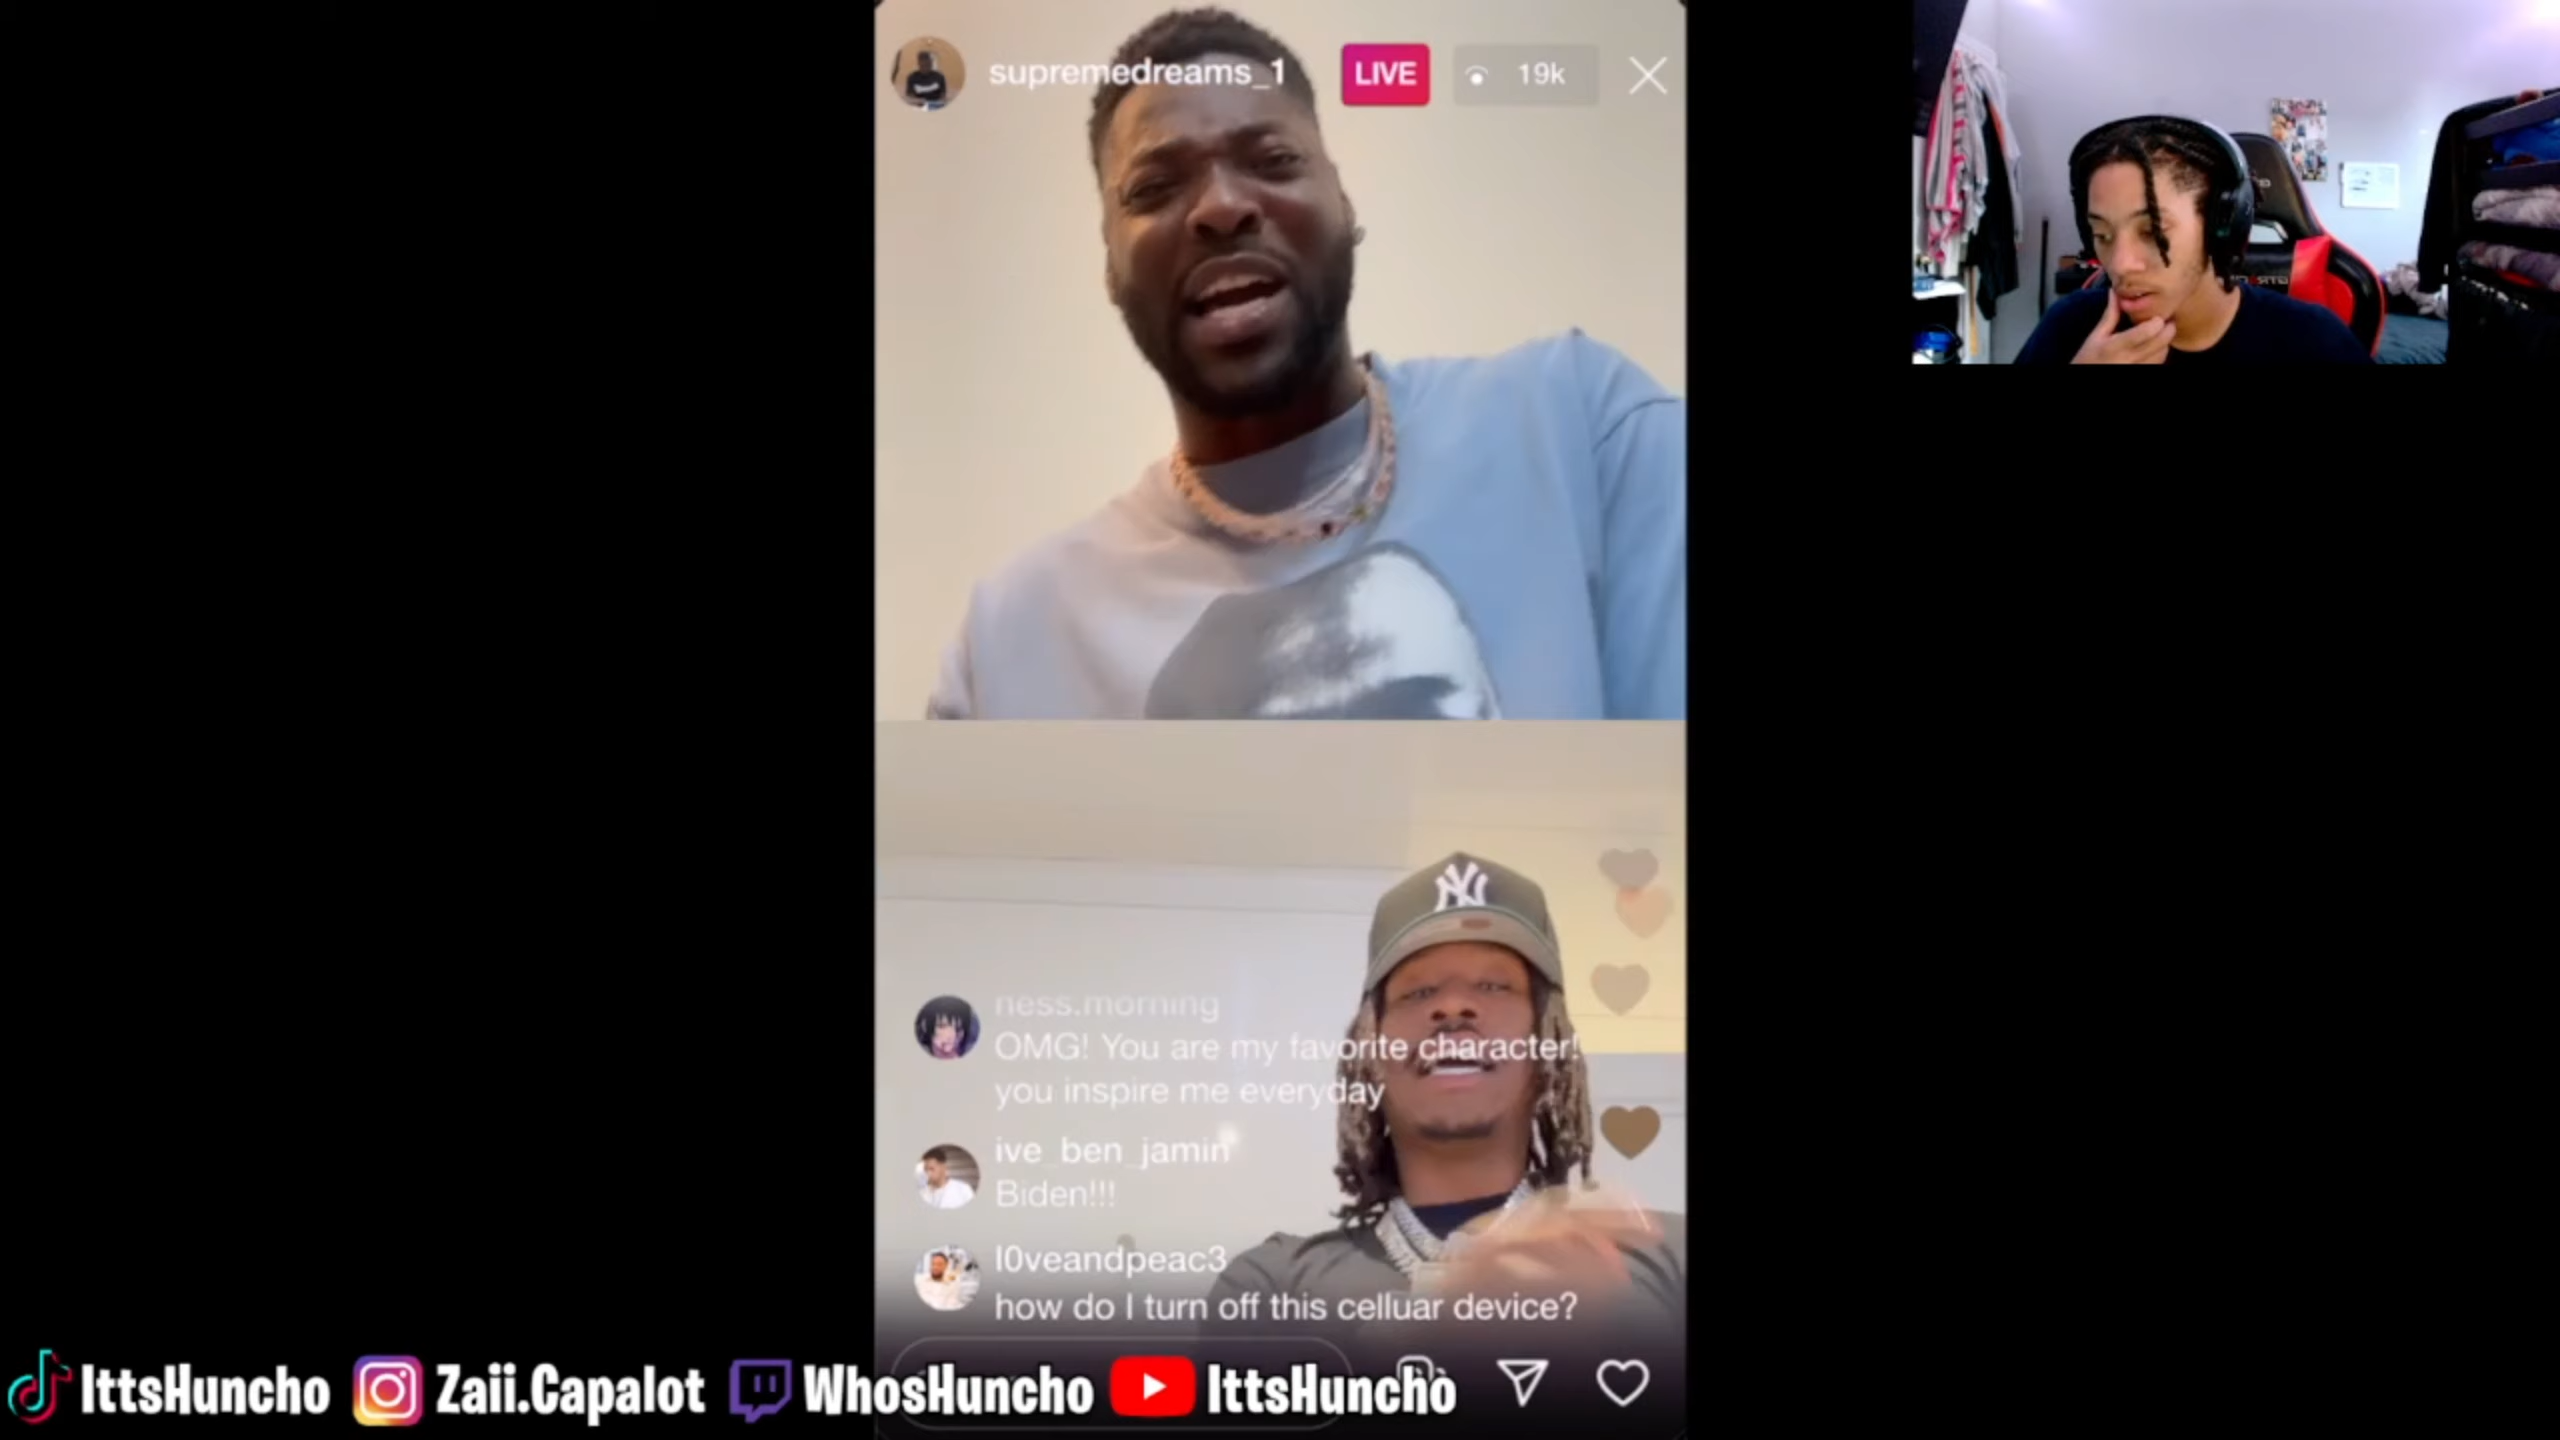 supremedreams_1
LIVE
19k
NY
ness.morning
OMG! You are my favorite character!
you inspire me everyday
ive_ben_jamin
Biden!!!
l0veandpeac3
how do I turn off this celluar device?
IttsHuncho
Zaii.Capalot
WhosHuncho
IttsHuncho